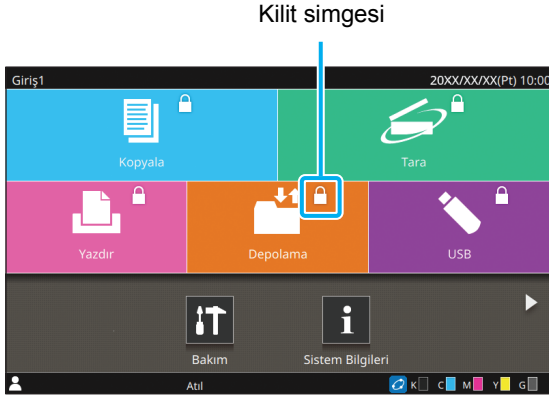 Kilit simgesi
Giriş1 20XX/XX/XX(Pt) 10:00
Kopyala Tara
Yazdır Depolama USB
Bakım Sistem Bilgileri
Atıl K C M Y G